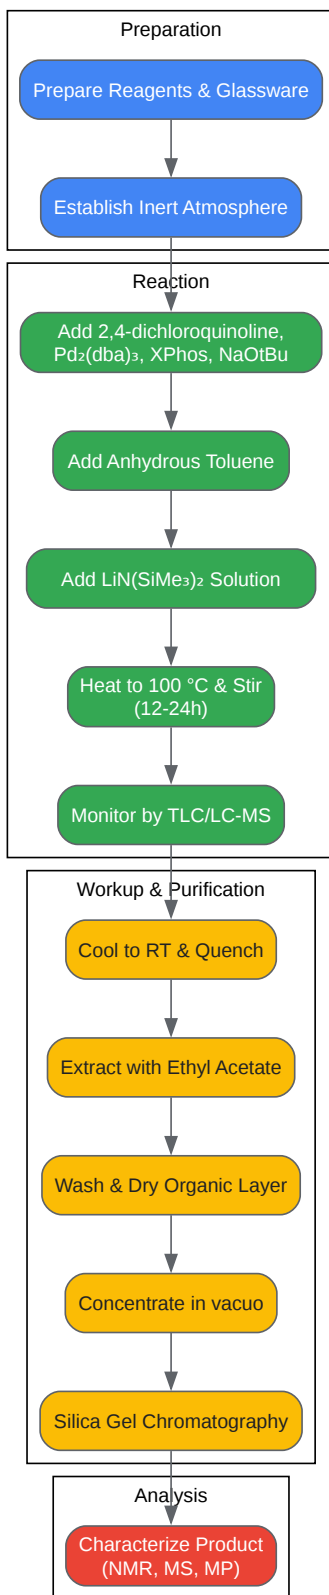 Preparation
Prepare Reagents & Glassware
Establish Inert Atmosphere
Reaction
Add 2,4-dichloroquinoline,
Pd₂(dba)₃, XPhos, NaOtBu
Add Anhydrous Toluene
Add LiN(SiMe₃)₂ Solution
Heat to 100 °C & Stir
(12-24h)
Monitor by TLC/LC-MS
Workup & Purification
Cool to RT & Quench
Extract with Ethyl Acetate
Wash & Dry Organic Layer
Concentrate in vacuo
Silica Gel Chromatography
Analysis
Characterize Product
(NMR, MS, MP)